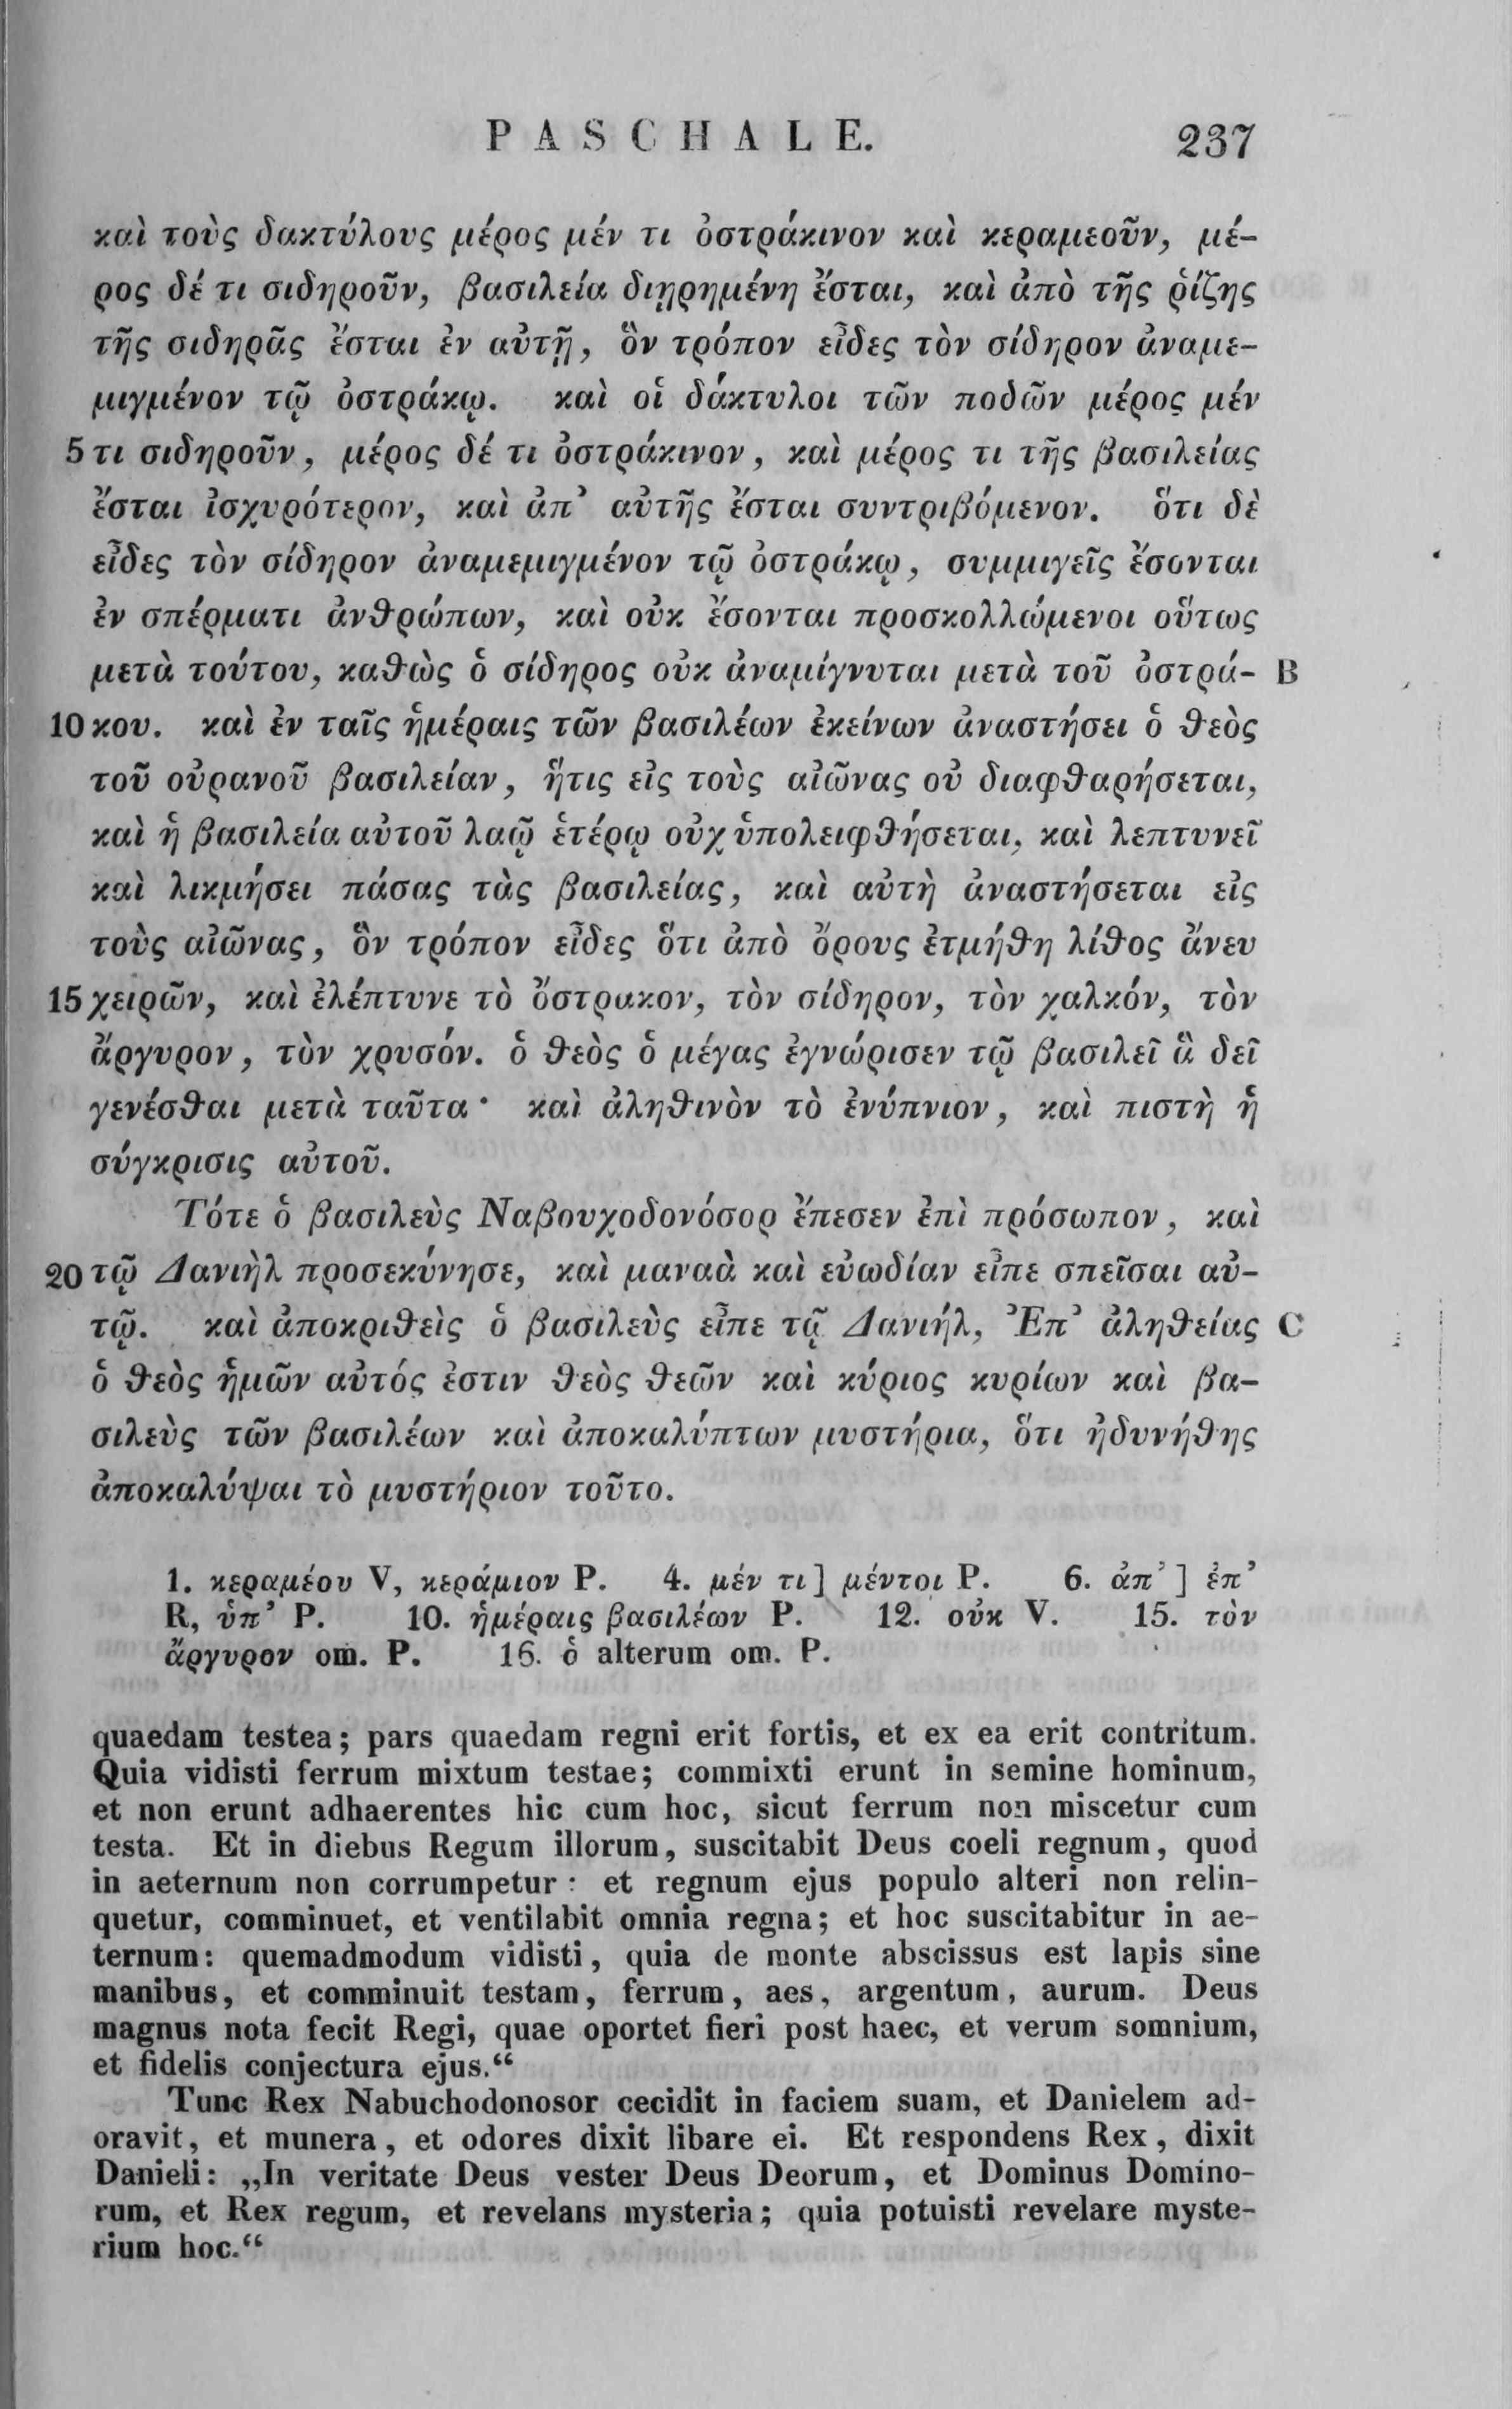 PASCHALE. 237
καὶ τοὺς δακτύλους μέρος μέν τι ὀστράκινον καὶ κεραμεοῦν, μέ-
ρος δέ τι σιδηροῦν, βασιλεία διῃρημένη ἔσται, καὶ ἀπὸ τῆς ῥίζης
τῆς σιδηρᾶς ἔσται ἐν αὐτῇ, ὃν τρόπον εἶδες τὸν σίδηρον ἀναμε-
μιγμένον τῷ ὀστράκῳ. καὶ οἱ δάκτυλοι τῶν ποδῶν μέρος μέν
5 τι σιδηροῦν, μέρος δέ τι ὀστράκινον, καὶ μέρος τι τῆς βασιλείας
ἔσται ἰσχυρότερον, καὶ ἀπ’ αὐτῆς ἔσται συντριβόμενον. ὅτι δὲ
εἶδες τὸν σίδηρον ἀναμεμιγμένον τῷ ὀστράκῳ, συμμιγεῖς ἔσονται
ἐν σπέρματι ἀνθρώπων, καὶ οὐκ ἔσονται προσκολλώμενοι οὕτως
μετὰ τούτου, καθὼς ὁ σίδηρος οὐκ ἀναμίγνυται μετὰ τοῦ ὀστρά- B
10 κου. καὶ ἐν ταῖς ἡμέραις τῶν βασιλέων ἐκείνων ἀναστήσει ὁ θεὸς
τοῦ οὐρανοῦ βασιλείαν, ἥτις εἰς τοὺς αἰῶνας οὐ διαφθαρήσεται,
καὶ ἡ βασιλεία αὐτοῦ λαῷ ἑτέρῳ οὐχ ὑπολειφθήσεται, καὶ λεπτυνεῖ
καὶ λικμήσει πάσας τὰς βασιλείας, καὶ αὐτὴ ἀναστήσεται εἰς
τοὺς αἰῶνας, ὃν τρόπον εἶδες ὅτι ἀπὸ ὄρους ἐτμήθη λίθος ἄνευ
15 χειρῶν, καὶ ἐλέπτυνε τὸ ὄστρακον, τὸν σίδηρον, τὸν χαλκόν, τὸν
ἄργυρον, τὸν χρυσόν. ὁ θεὸς ὁ μέγας ἐγνώρισεν τῷ βασιλεῖ ἃ δεῖ
γενέσθαι μετὰ ταῦτα· καὶ ἀληθινὸν τὸ ἐνύπνιον, καὶ πιστὴ ἡ
σύγκρισις αὐτοῦ.
Τότε ὁ βασιλεὺς Ναβουχοδονόσορ ἔπεσεν ἐπὶ πρόσωπον, καὶ
20 τῷ Δανιὴλ προσεκύνησε, καὶ μαναὰ καὶ εὐωδίαν εἶπε σπεῖσαι αὐ-
τῷ. καὶ ἀποκριθεὶς ὁ βασιλεὺς εἶπε τῷ Δανιήλ, Ἐπ’ ἀληθείας C
ὁ θεὸς ἡμῶν αὐτός ἐστιν θεὸς θεῶν καὶ κύριος κυρίων καὶ βα-
σιλεὺς τῶν βασιλέων καὶ ἀποκαλύπτων μυστήρια, ὅτι ἠδυνήθης
ἀποκαλύψαι τὸ μυστήριον τοῦτο.
1. κεραμέου V, κεράμιον P. 4. μέν τι] μέντοι P. 6. ἀπ’] ἐπ’
R, ὑπ’ P. 10. ἡμέραις βασιλέων P. 12. οὐκ V. 15. τὸν
ἄργυρον om. P. 16. ὁ alterum om. P.
quaedam testea; pars quaedam regni erit fortis, et ex ea erit contritum.
Quia vidisti ferrum mixtum testae; commixti erunt in semine hominum,
et non erunt adhaerentes hic cum hoc, sicut ferrum non miscetur cum
testa. Et in diebus Regum illorum, suscitabit Deus coeli regnum, quod
in aeternum non corrumpetur: et regnum ejus populo alteri non relin-
quetur, comminuet, et ventilabit omnia regna; et hoc suscitabitur in ae-
ternum: quemadmodum vidisti, quia de monte abscissus est lapis sine
manibus, et comminuit testam, ferrum, aes, argentum, aurum. Deus
magnus nota fecit Regi, quae oportet fieri post haec, et verum somnium,
et fidelis conjectura ejus.“
Tunc Rex Nabuchodonosor cecidit in faciem suam, et Danielem ad-
oravit, et munera, et odores dixit libare ei. Et respondens Rex, dixit
Danieli: „In veritate Deus vester Deus Deorum, et Dominus Domino-
rum, et Rex regum, et revelans mysteria; quia potuisti revelare myste-
rium hoc.“